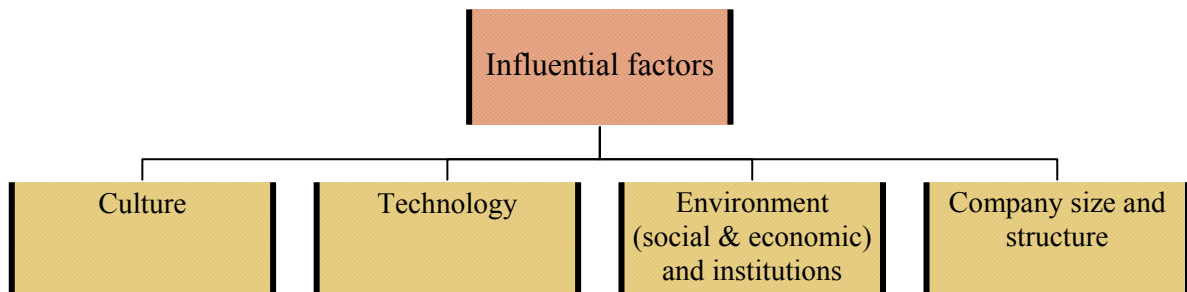 Influential factors
Culture
Technology
Environment
(social & economic)
and institutions
Company size and
structure